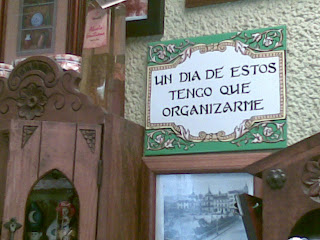 UN DIA DE ESTOS
TENGO QUE
ORGANIZARME